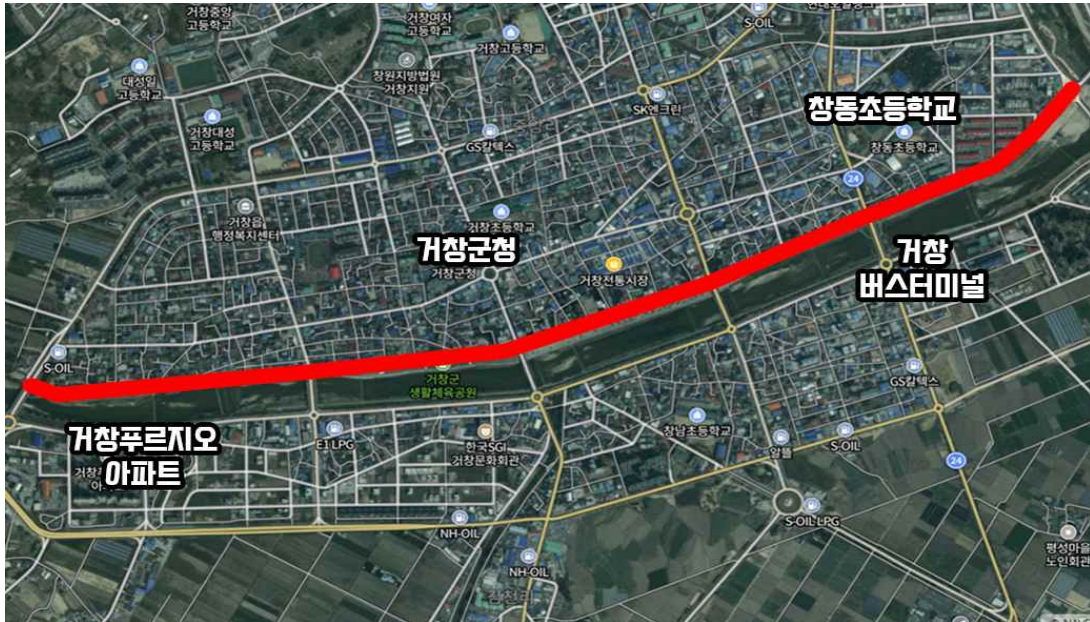 거창중앙
고등학교
거창여자
고등학교
S-OIL
거창고등학교
대성일
고등학교
창원지방법원
거창지원
SK엔크린
창동초등학교
거창대성
고등학교
GS칼텍스
창동초등학교
24
거창읍
행정복지센터
거창초등학교
거창군청
거창군청
거창전통시장
거창
버스터미널
S-OIL
거창군
생활체육공원
GS칼텍스
거창푸르지오
아파트
E1 LPG
한국SGI
거창문화회관
창남초등학교
알뜰
S-OIL
24
S-OIL LPG
NH-OIL
NH-OIL
평성마을
노인회관